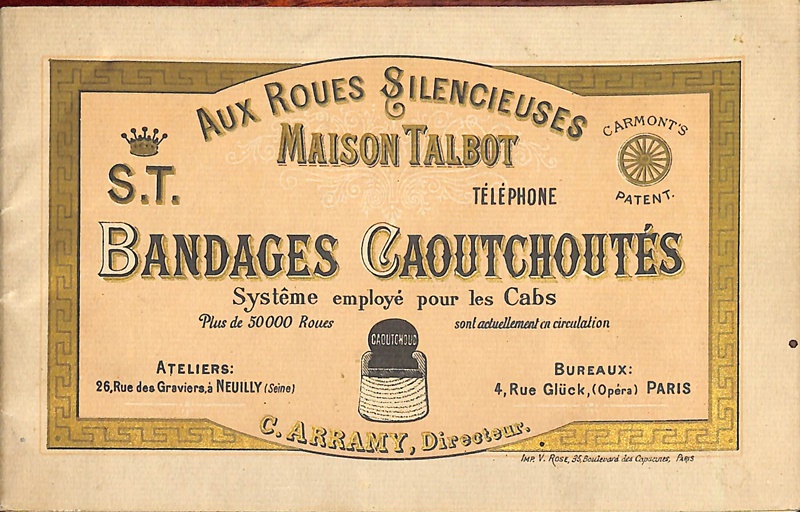 AUX ROUES SILENCIEUSES
MAISON TALBOT
S.T.
CARMONT'S
PATENT.
TÉLÉPHONE
BANDAGES CAOUTCHOUTÉS
Système employé pour les Cabs
Plus de 50000 Roues sont actuellement en circulation
CAOUTCHOUC
ATELIERS:
26, Rue des Graviers, à NEUILLY (Seine)
BUREAUX:
4, Rue Glück, (Opéra) PARIS
C. ARRAMY, Directeur.
IMP. V. ROSE, 35, Boulevard des Capucines, PARIS